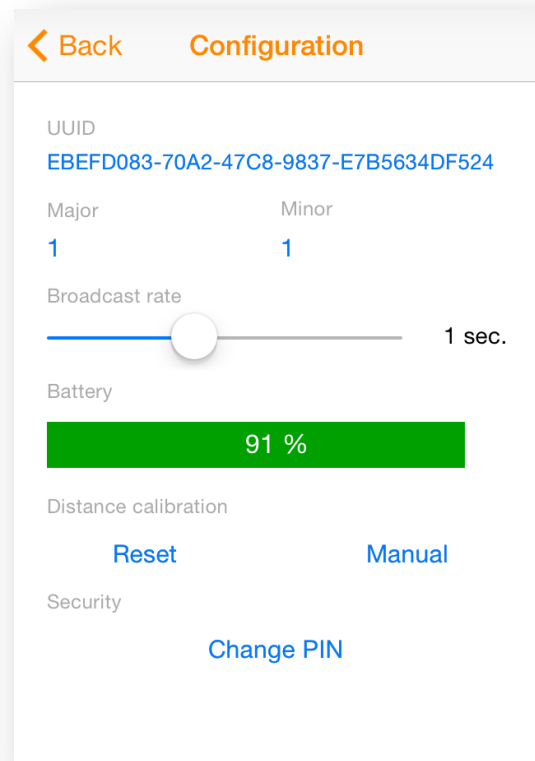 Back Configuration
UUID
EBEFD083-70A2-47C8-9837-E7B5634DF524
Major Minor
1 1
Broadcast rate
1 sec.
Battery
91 %
Distance calibration
Reset Manual
Security
Change PIN